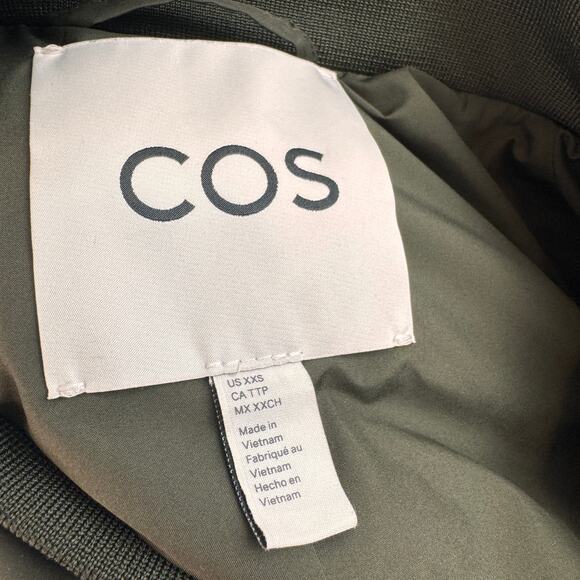 COS
US XXS
CA TTP
MX XXCH
Made in
Vietnam
Fabriqué au
Vietnam
Hecho en
Vietnam